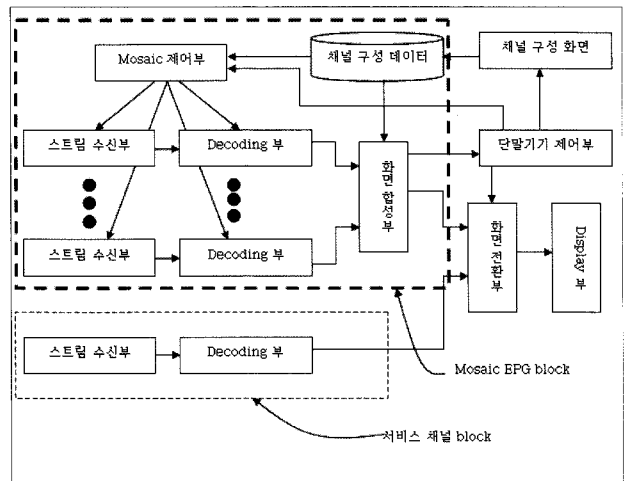 Mosaic 제어부
채널 구성 데이터
채널 구성 화면
스트림 수신부
Decoding 부
화면 합성부
단말기기 제어부
스트림 수신부
Decoding 부
화면 전환부
Display 부
스트림 수신부
Decoding 부
Mosaic EPG block
서비스 채널 block